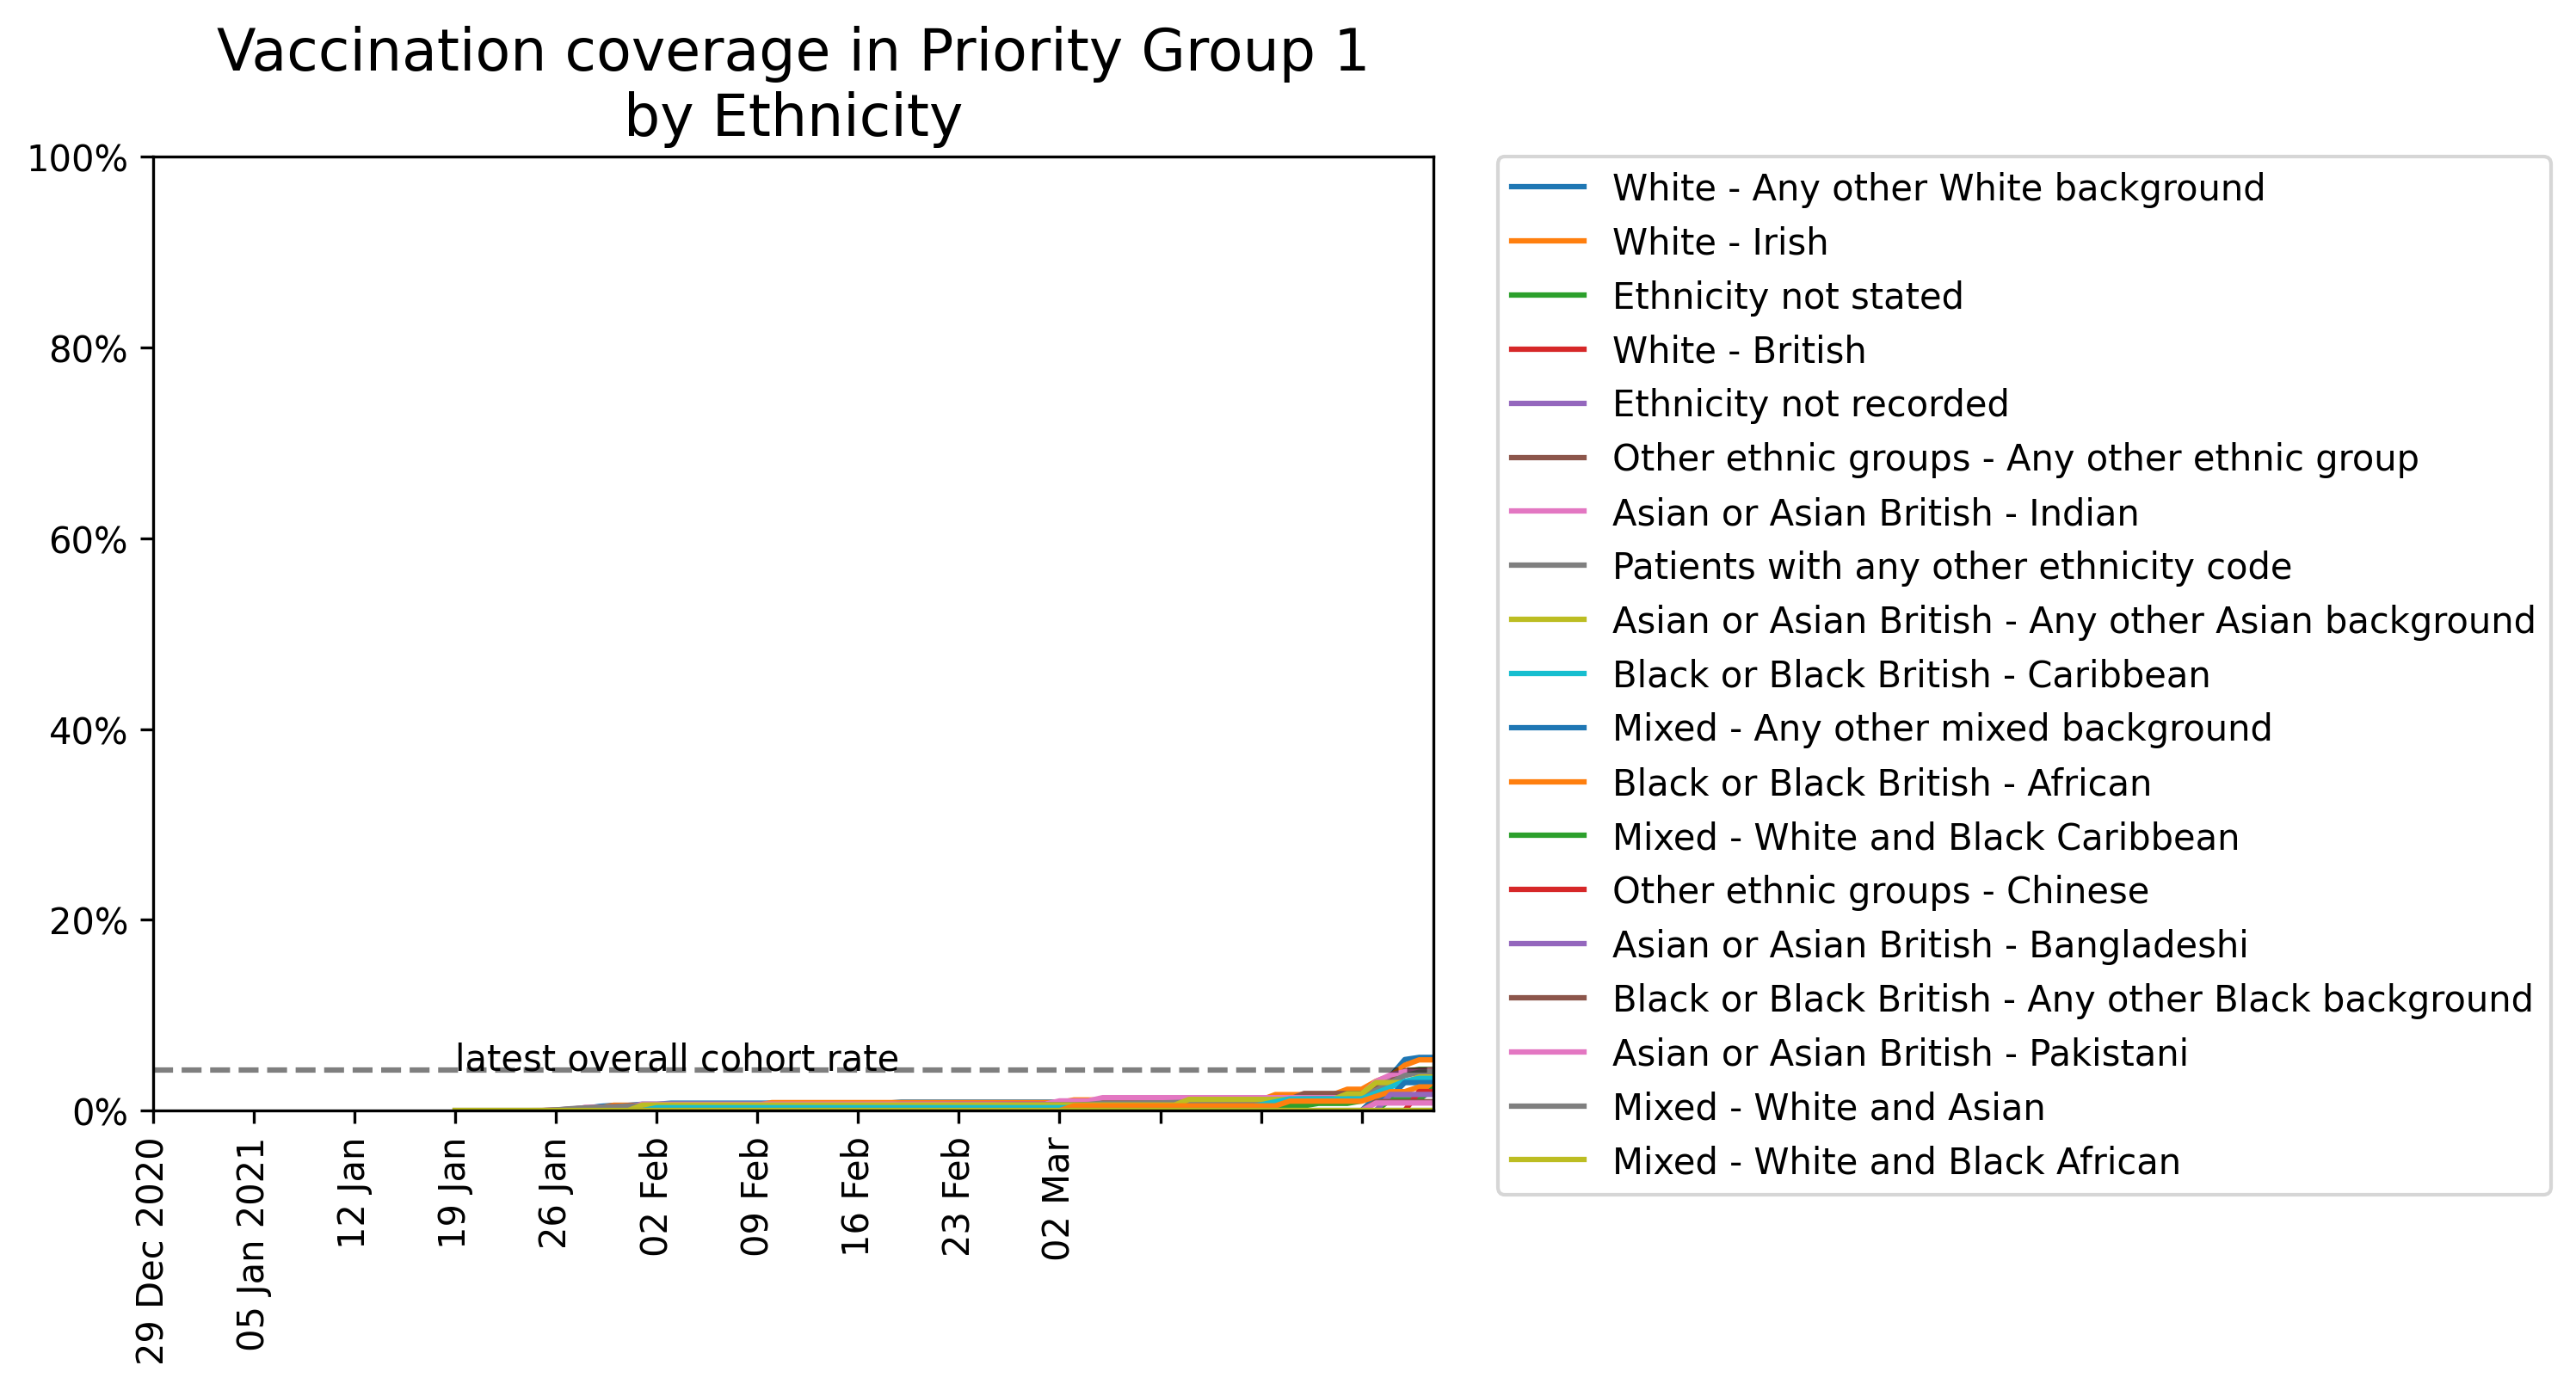 Vaccination coverage in Priority Group 1
by Ethnicity
100%
80%
60%
40%
20%
0%
latest overall cohort rate
29 Dec 2020
05 Jan 2021
12 Jan
19 Jan
26 Jan
02 Feb
09 Feb
16 Feb
23 Feb
02 Mar
White - Any other White background
White - Irish
Ethnicity not stated
White - British
Ethnicity not recorded
Other ethnic groups - Any other ethnic group
Asian or Asian British - Indian
Patients with any other ethnicity code
Asian or Asian British - Any other Asian background
Black or Black British - Caribbean
Mixed - Any other mixed background
Black or Black British - African
Mixed - White and Black Caribbean
Other ethnic groups - Chinese
Asian or Asian British - Bangladeshi
Black or Black British - Any other Black background
Asian or Asian British - Pakistani
Mixed - White and Asian
Mixed - White and Black African